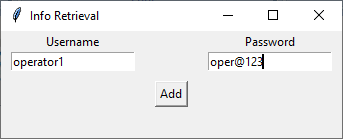 Info Retrieval
Username Password
operator1 oper@123
Add